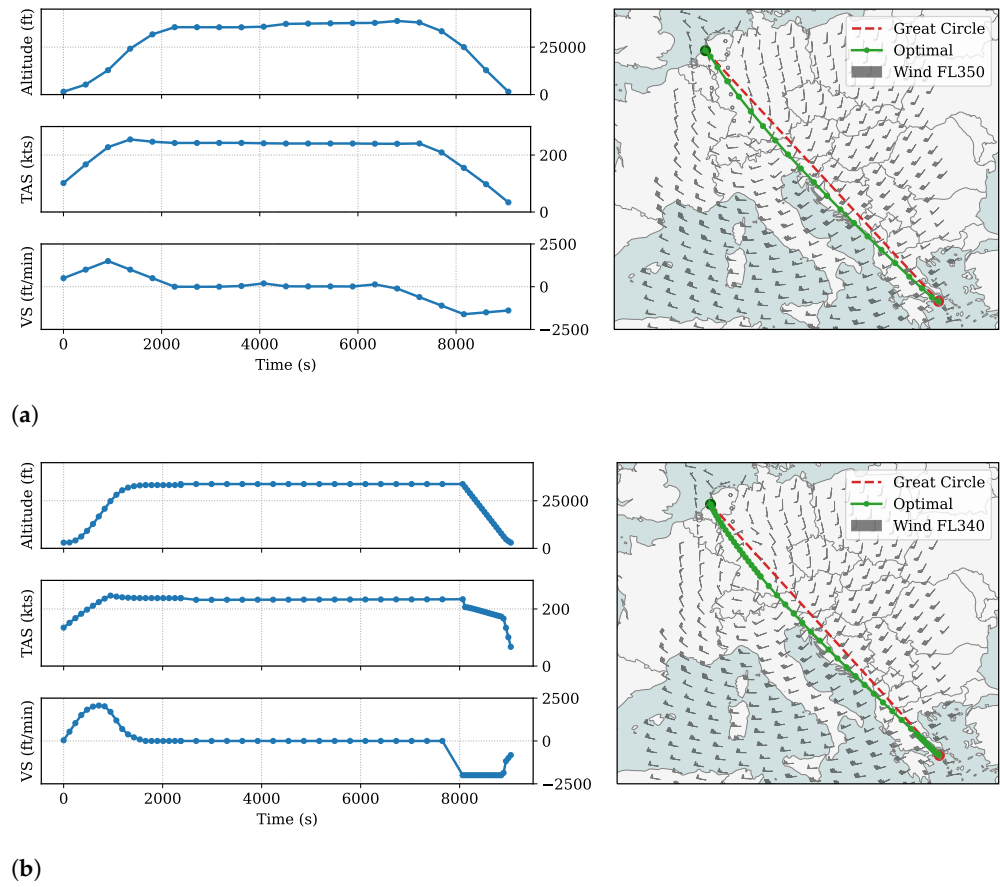 Altitude (ft)
25000
0
TAS (kts)
200
0
VS (ft/min)
2500
0
−2500
0
2000
4000
6000
8000
Time (s)
Great Circle
Optimal
Wind FL350
(a)
Altitude (ft)
25000
0
TAS (kts)
200
0
VS (ft/min)
2500
0
−2500
0
2000
4000
6000
8000
Time (s)
Great Circle
Optimal
Wind FL340
(b)